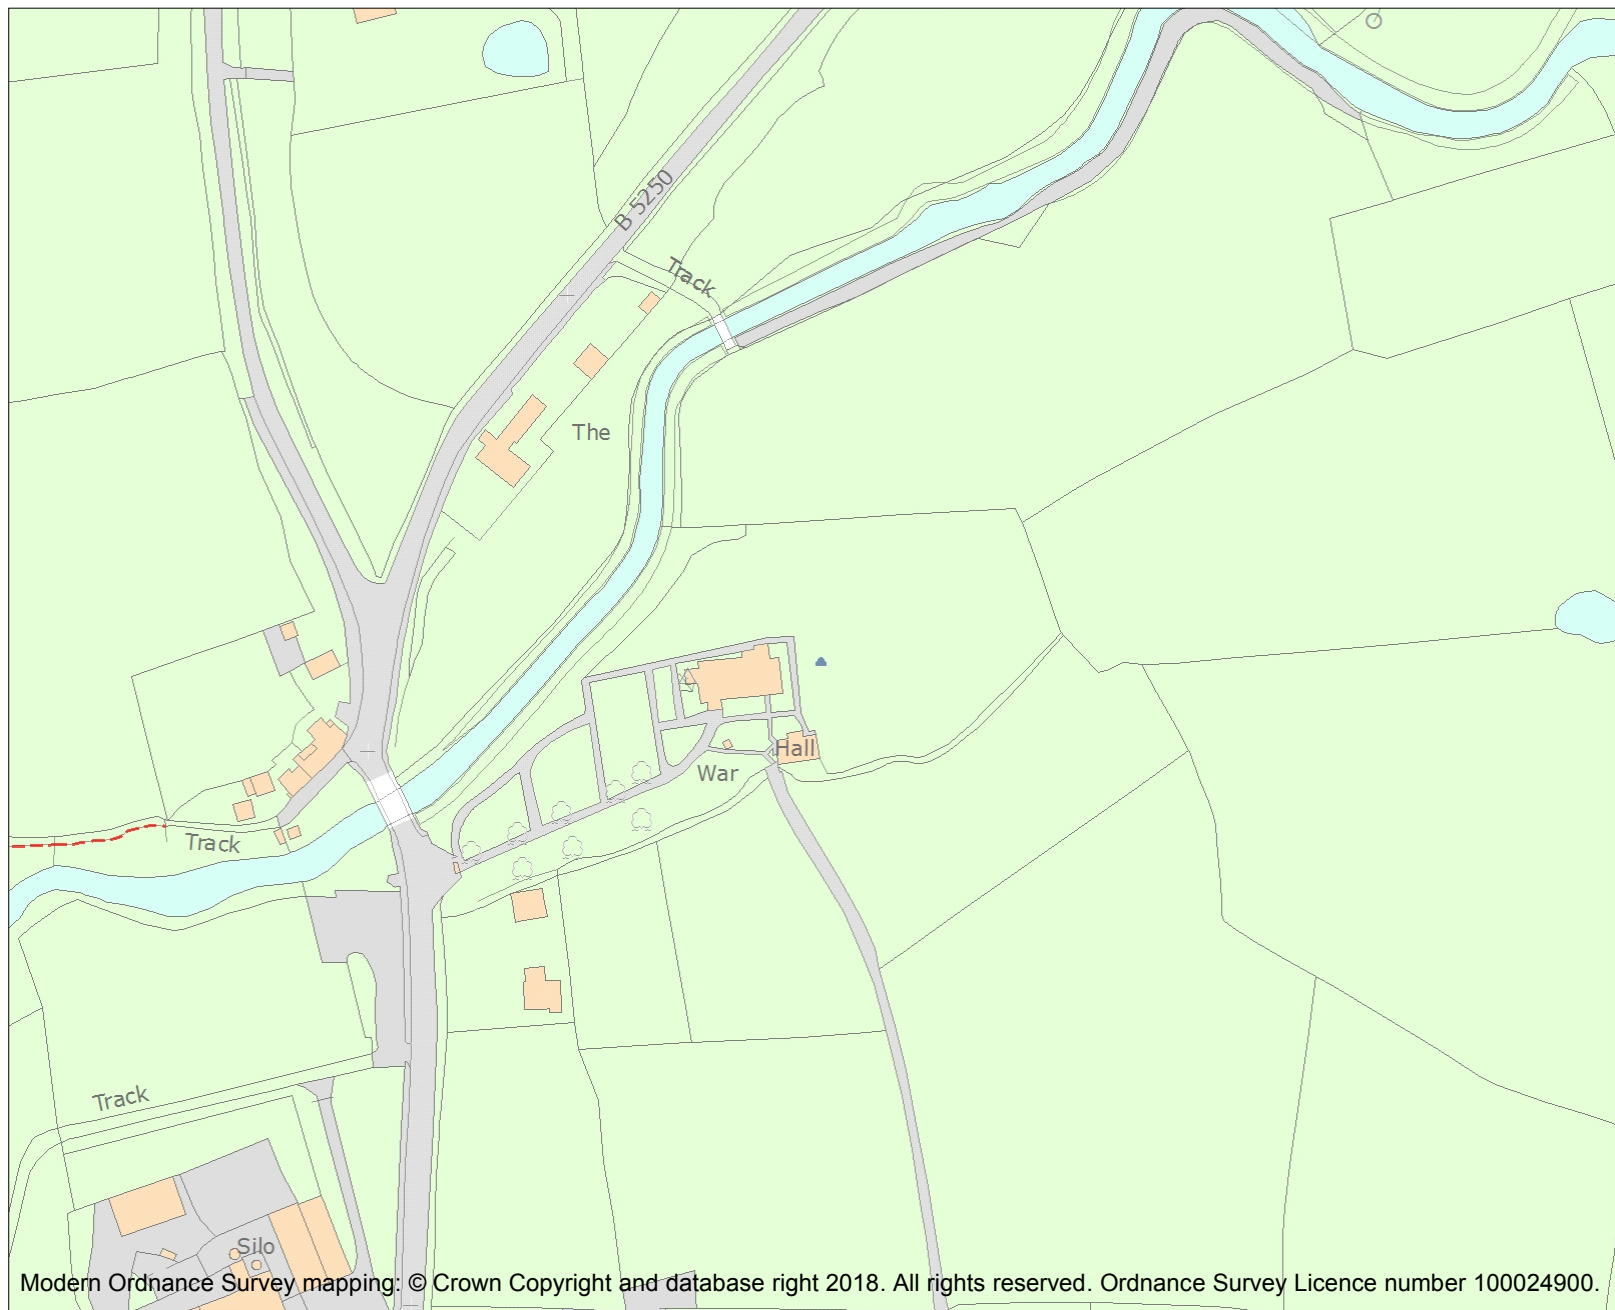 B 5250
Track
The
Hall
War
Track
Track
Silo
Modern Ordnance Survey mapping: © Crown Copyright and database right 2018. All rights reserved. Ordnance Survey Licence number 100024900.